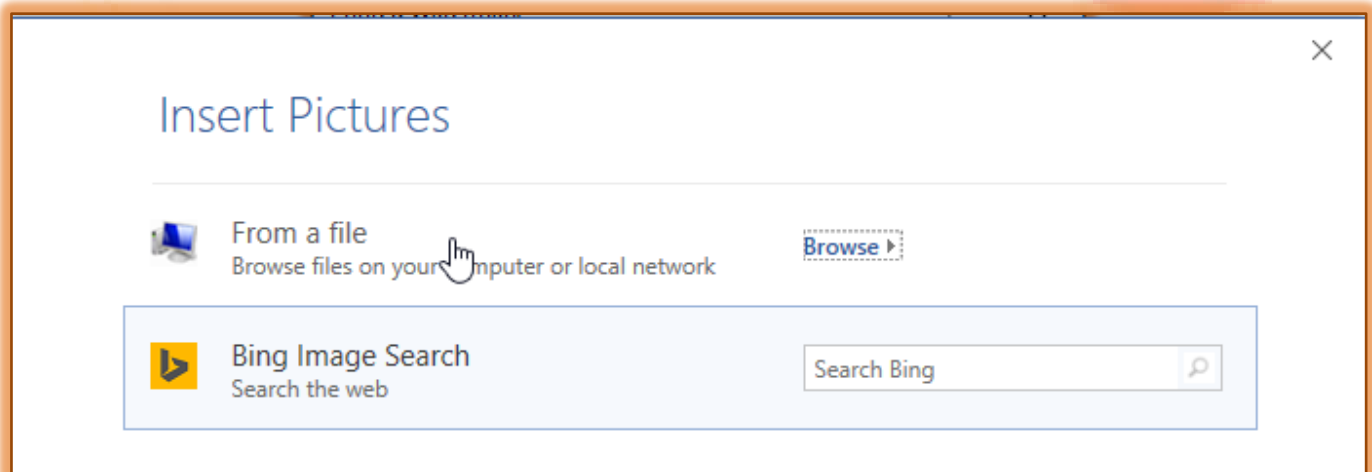 Insert Pictures
From a file
Browse files on your computer or local network
Browse
Bing Image Search
Search the web
Search Bing